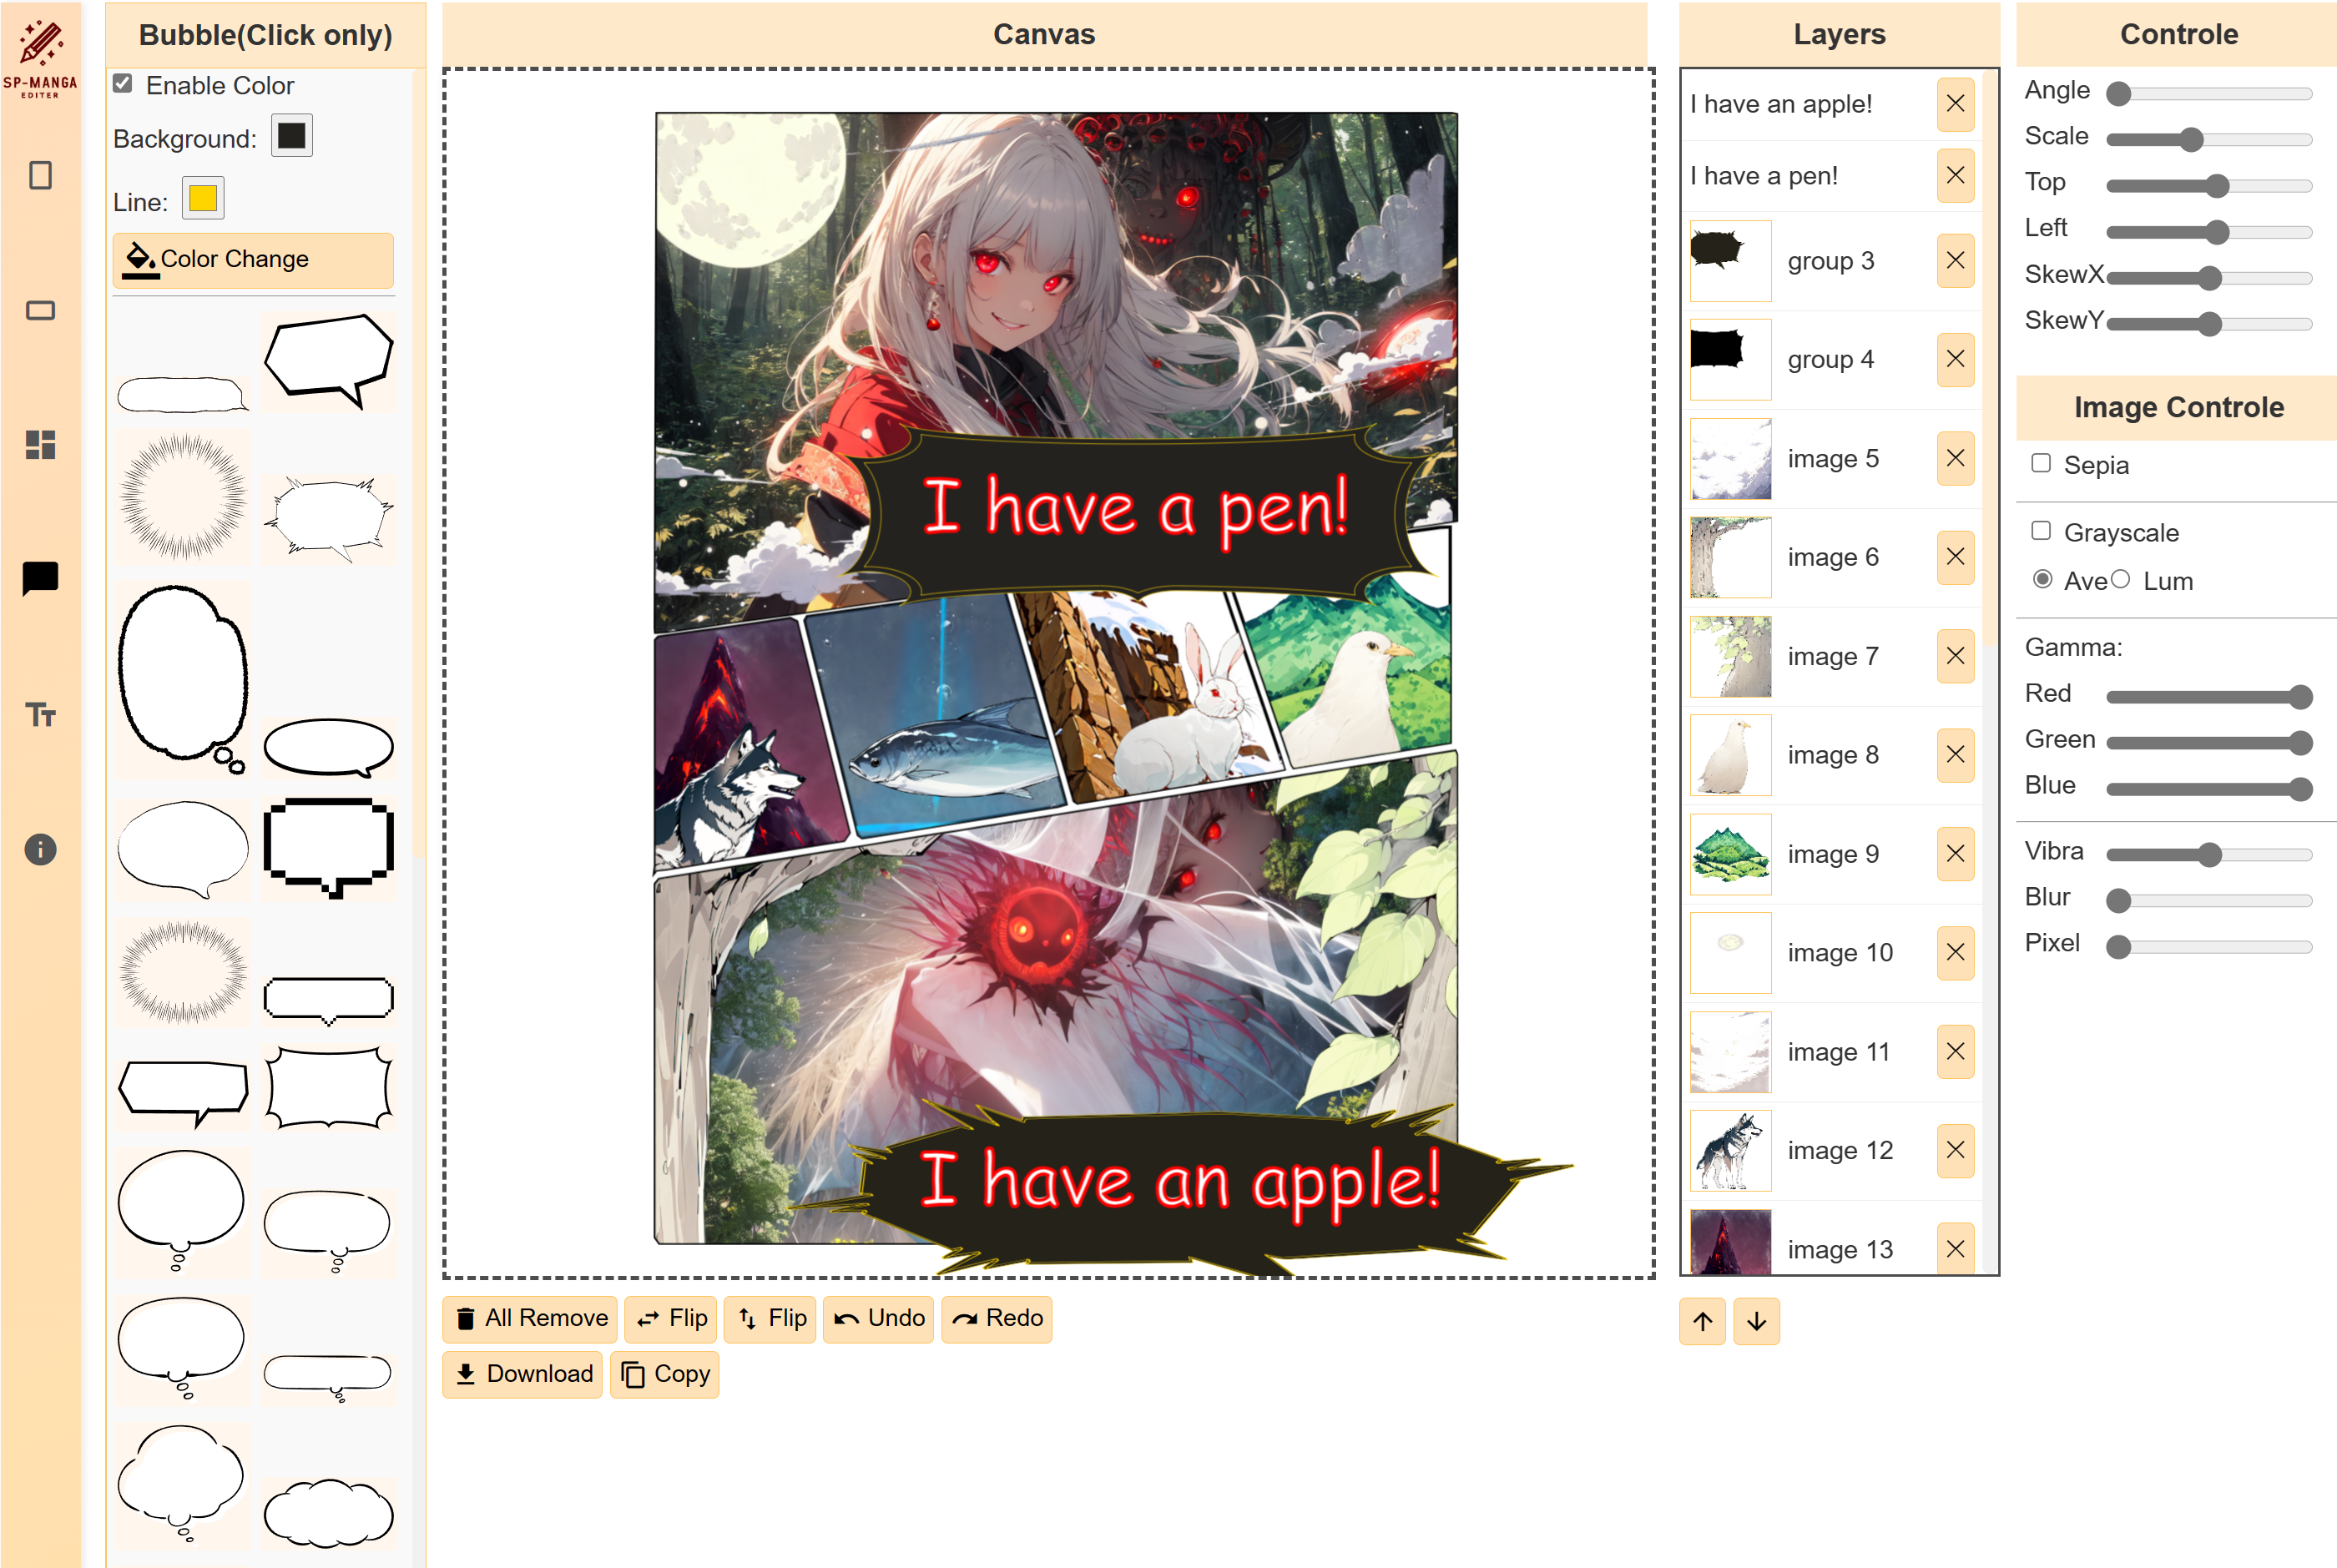 SP-MANGA
EDITER
Bubble(Click only)
Enable Color
Background:
Line:
Color Change
Canvas
I have a pen!
I have an apple!
All Remove
Flip
Flip
Undo
Redo
Download
Copy
Layers
I have an apple!
I have a pen!
group 3
group 4
image 5
image 6
image 7
image 8
image 9
image 10
image 11
image 12
image 13
Controle
Angle
Scale
Top
Left
SkewX
SkewY
Image Controle
Sepia
Grayscale
Ave Lum
Gamma:
Red
Green
Blue
Vibra
Blur
Pixel